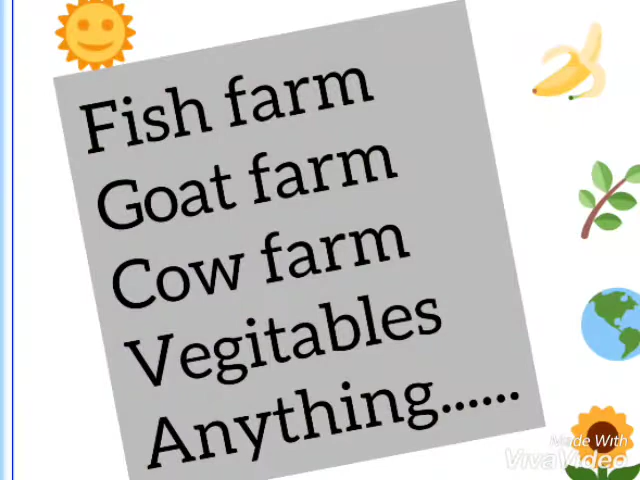 Fish farm
Goat farm
Cow farm
Vegitables
Anything......
Made With
VivaVideo